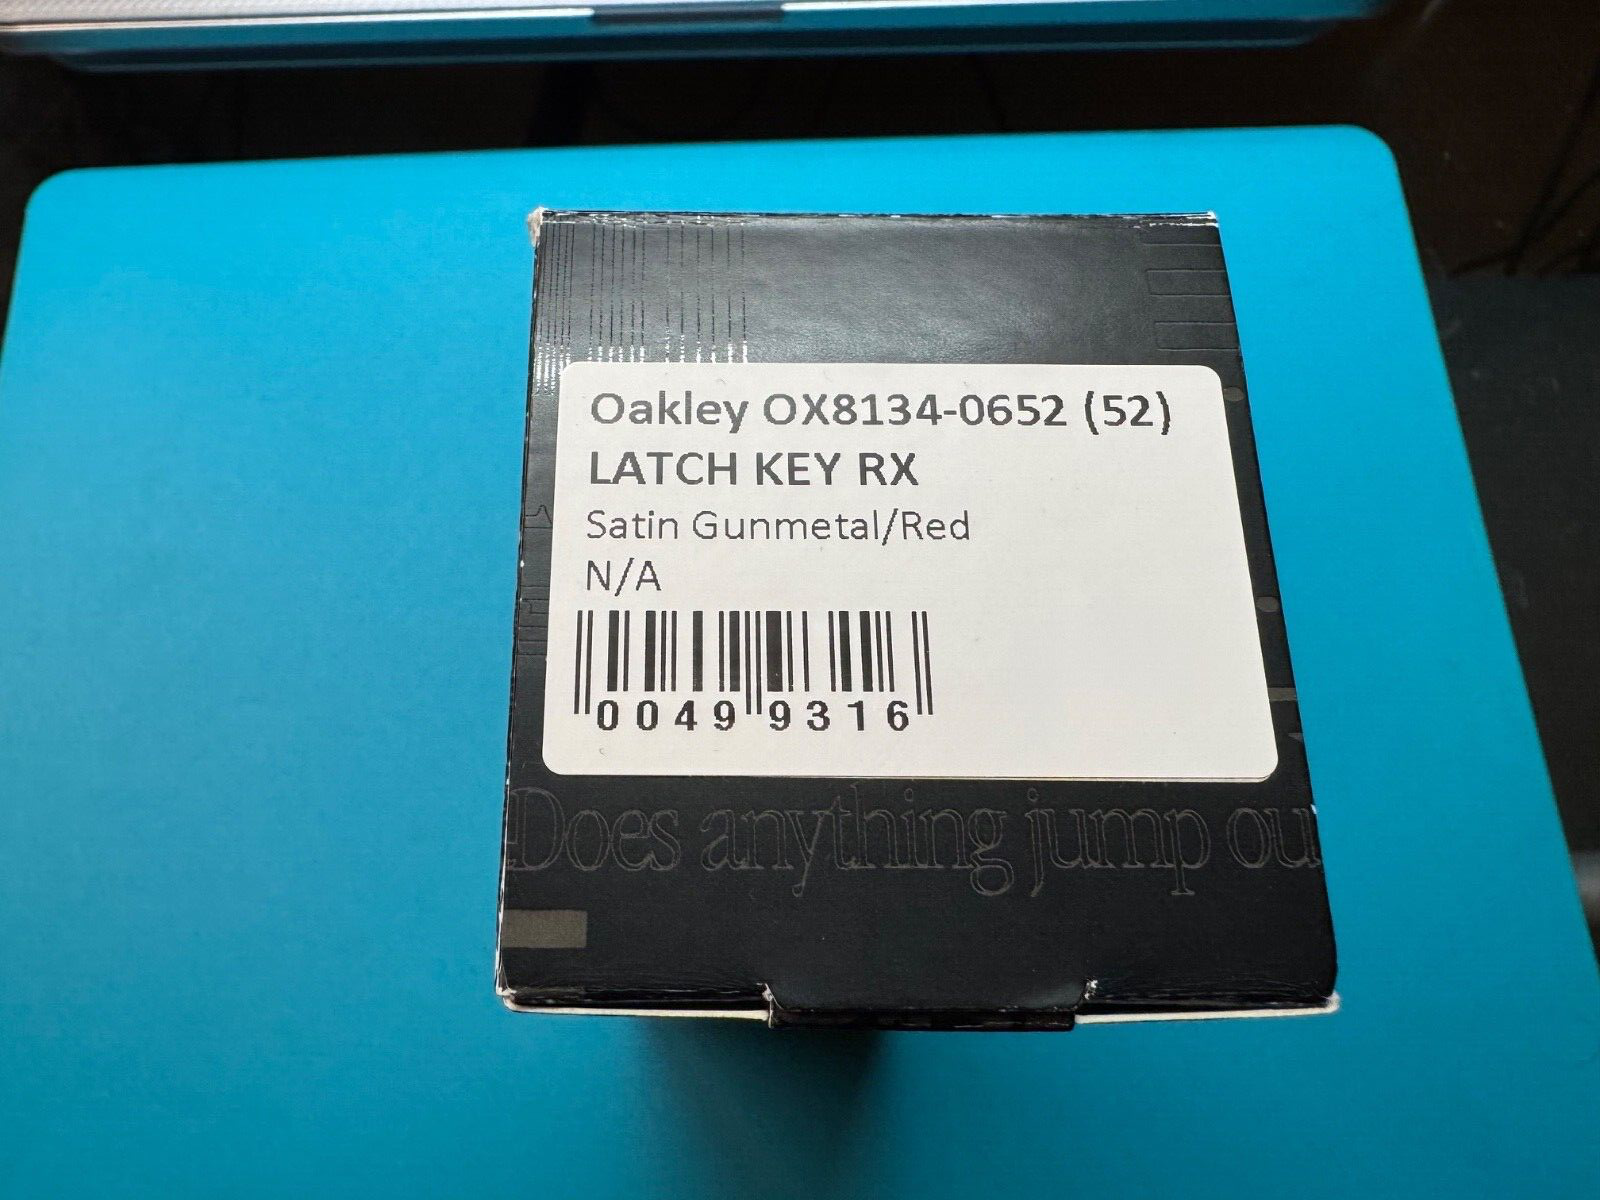 Oakley OX8134-0652 (52)
LATCH KEY RX
Satin Gunmetal/Red
N/A
0049 9316
Does anything jump ou